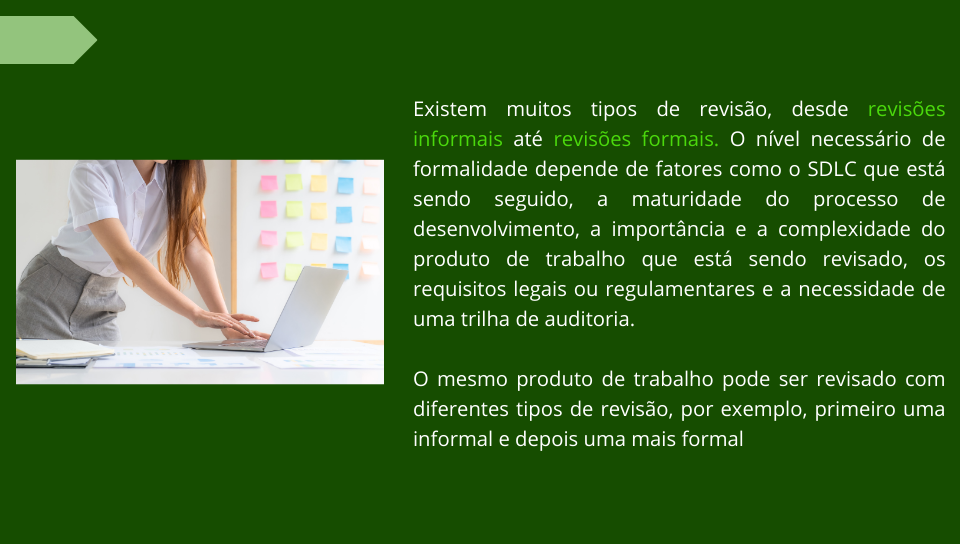 Existem muitos tipos de revisão, desde revisões
informais até revisões formais. O nível necessário de
formalidade depende de fatores como o SDLC que está
sendo seguido, a maturidade do processo de
desenvolvimento, a importância e a complexidade do
produto de trabalho que está sendo revisado, os
requisitos legais ou regulamentares e a necessidade de
uma trilha de auditoria.
O mesmo produto de trabalho pode ser revisado com
diferentes tipos de revisão, por exemplo, primeiro uma
informal e depois uma mais formal